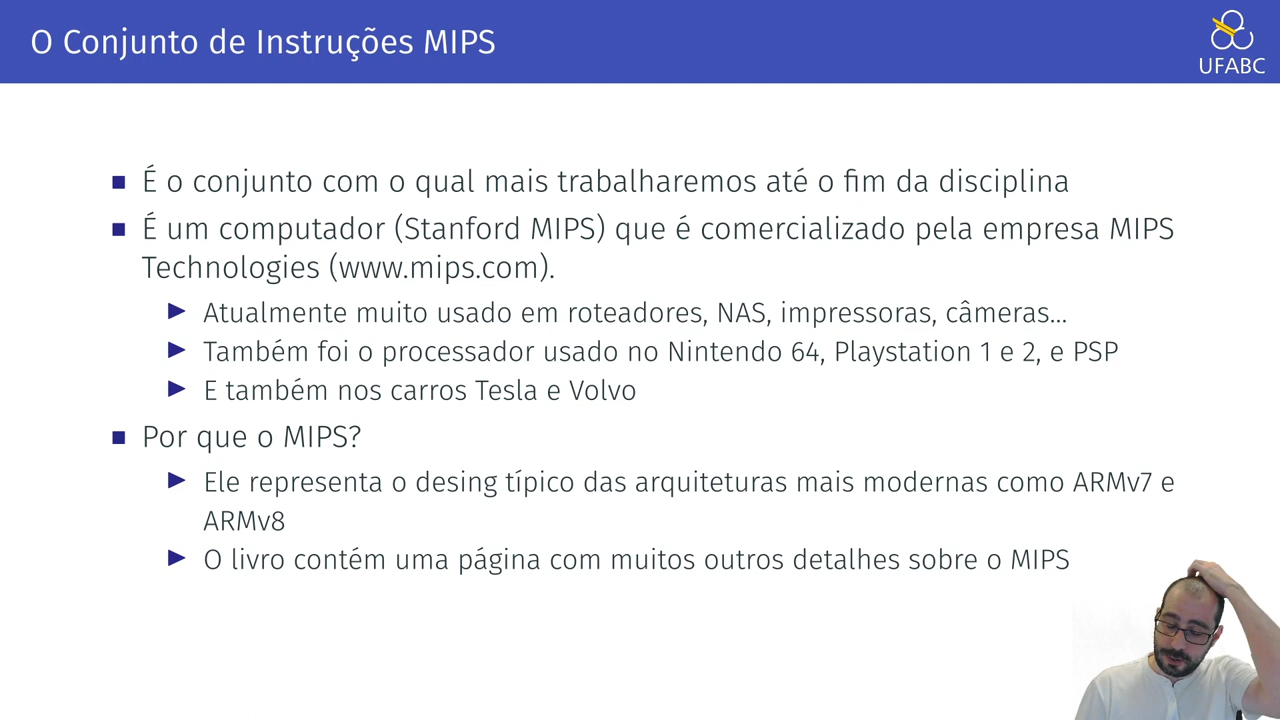 O Conjunto de Instruções MIPS
UFABC
É o conjunto com o qual mais trabalharemos até o fim da disciplina
É um computador (Stanford MIPS) que é comercializado pela empresa MIPS
Technologies (www.mips.com).
Atualmente muito usado em roteadores, NAS, impressoras, câmeras...
Também foi o processador usado no Nintendo 64, Playstation 1 e 2, e PSP
E também nos carros Tesla e Volvo
Por que o MIPS?
Ele representa o desing típico das arquiteturas mais modernas como ARMv7 e
ARMv8
O livro contém uma página com muitos outros detalhes sobre o MIPS